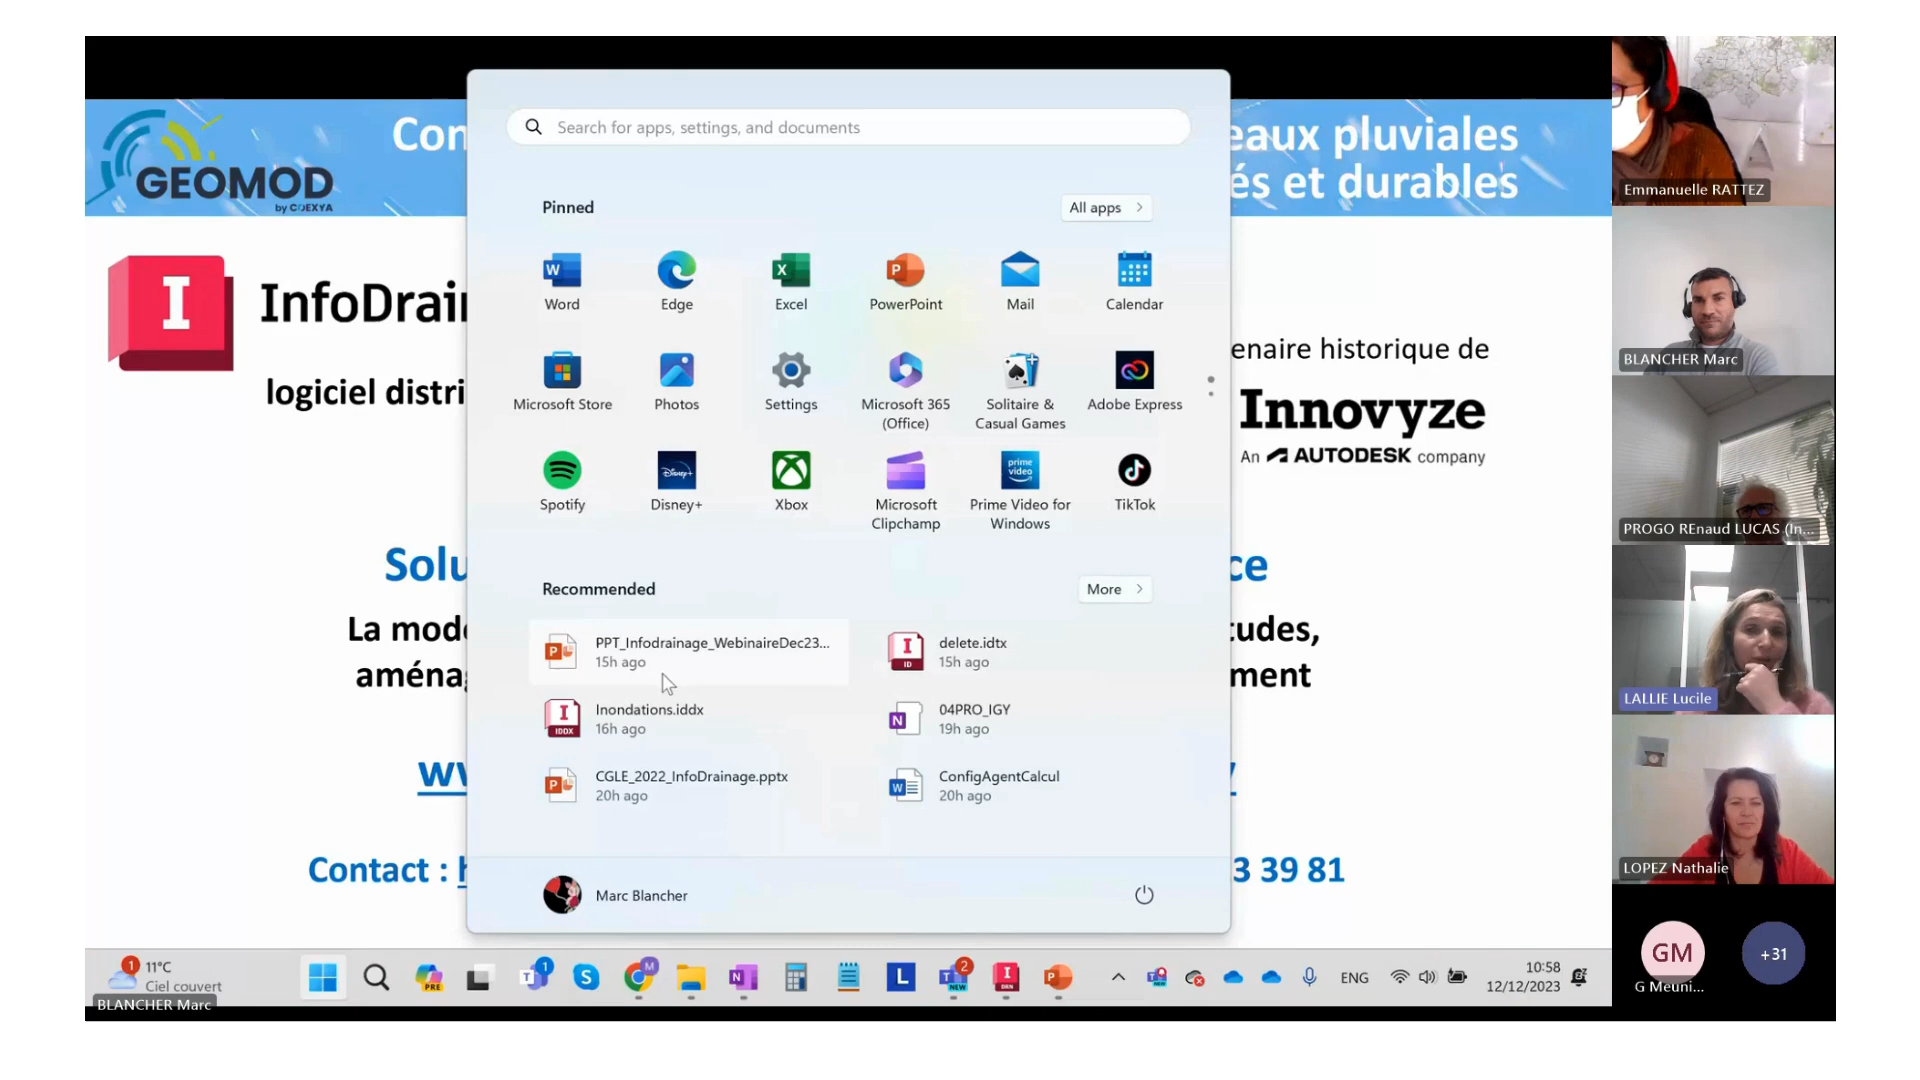 GEOMOD
by COEXYA
Con
eaux pluviales
és et durables
I
InfoDrai
logiciel distri
enaire historique de
Innovyze
An AUTODESK company
Solu
ce
La mod
tudes,
aména
ment
Contact :
3 39 81
Search for apps, settings, and documents
Pinned
All apps
Word
Edge
Excel
PowerPoint
Mail
Calendar
Microsoft Store
Photos
Settings
Microsoft 365
(Office)
Solitaire &
Casual Games
Adobe Express
Spotify
Disney+
Xbox
Microsoft
Clipchamp
prime
video
Prime Video for
Windows
TikTok
Recommended
More
PPT_Infodrainage_WebinaireDec23...
15h ago
delete.idtx
15h ago
Inondations.iddx
16h ago
04PRO_IGY
19h ago
CGLE_2022_InfoDrainage.pptx
20h ago
ConfigAgentCalcul
20h ago
Marc Blancher
1
11°C
Ciel couvert
BLANCHER Marc
ENG
10:58
12/12/2023
Emmanuelle RATTEZ
BLANCHER Marc
PROGO REnaud LUCAS (In...
LALLIE Lucile
LOPEZ Nathalie
GM
G Meuni...
+31